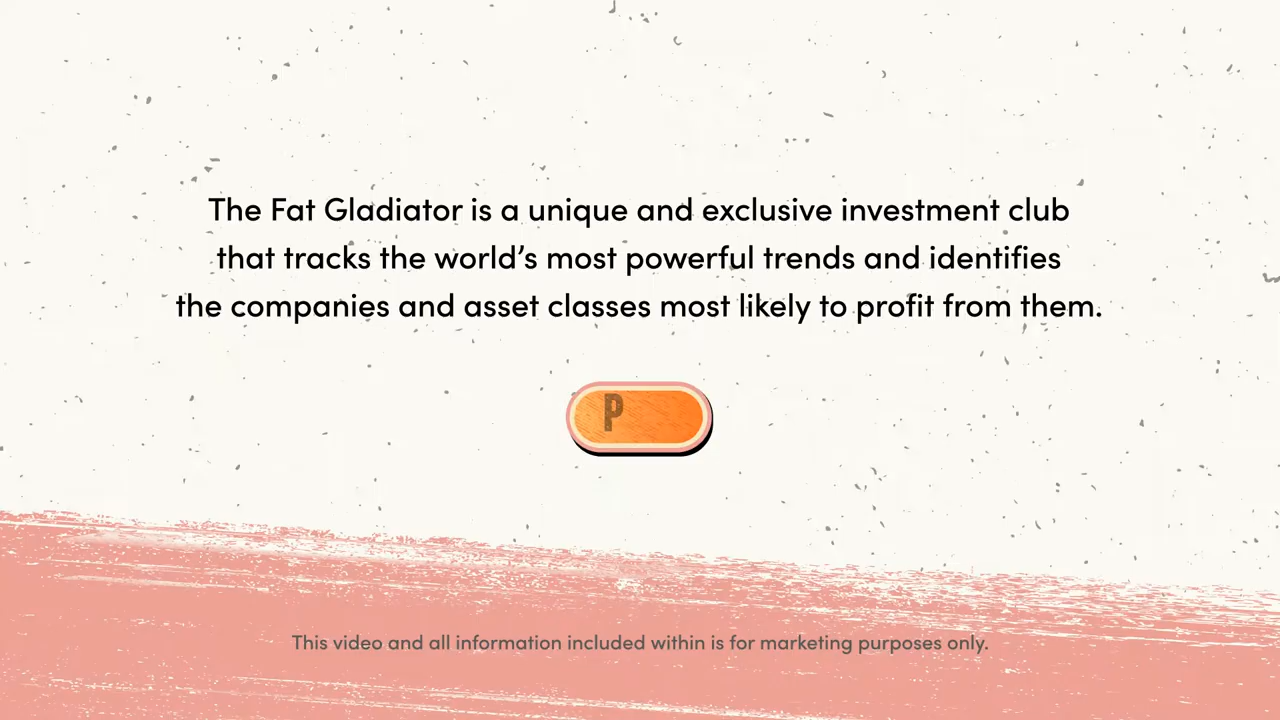 The Fat Gladiator is a unique and exclusive investment club
that tracks the world’s most powerful trends and identifies
the companies and asset classes most likely to profit from them.
P
This video and all information included within is for marketing purposes only.